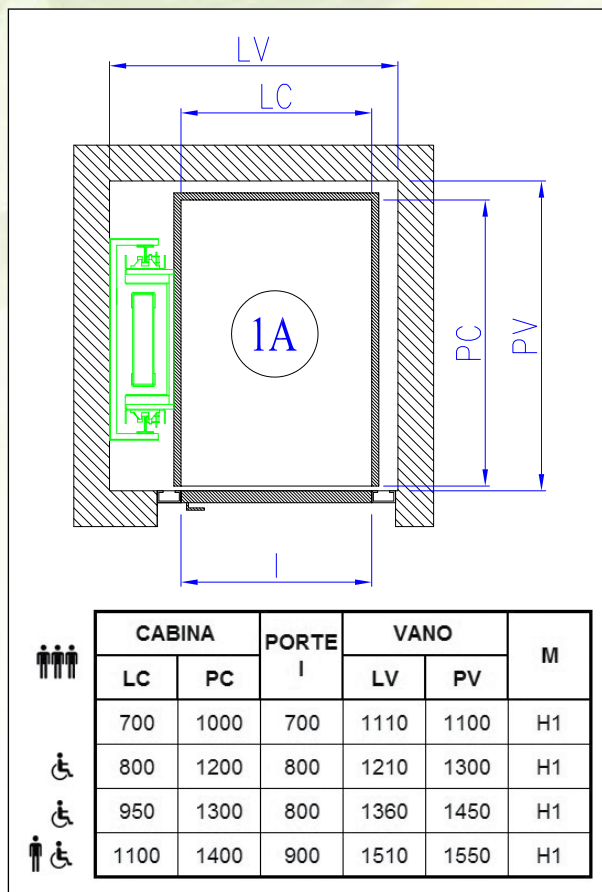 LV
LC
1A
PC
PV
I
CABINA PORTE I VANO M
LC PC LV PV
700 1000 700 1110 1100 H1
800 1200 800 1210 1300 H1
950 1300 800 1360 1450 H1
1100 1400 900 1510 1550 H1